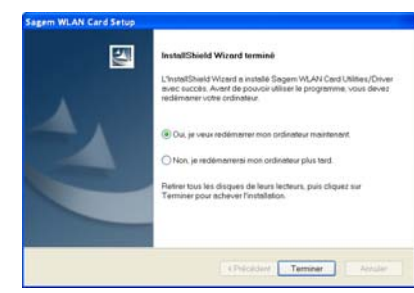 Sagem WLAN Card Setup
InstallShield Wizard terminé
L'InstallShield Wizard a installé Sagem WLAN Card Utilities/Driver
avec succès. Avant de pouvoir utiliser le programme, vous devez
redémarrer votre ordinateur.
Oui, je veux redémarrer mon ordinateur maintenant.
Non, je redémarrerai mon ordinateur plus tard.
Retirer tous les disques de leurs lecteurs, puis cliquez sur
Terminer pour achever l'installation.
< Précédent Terminer Annuler